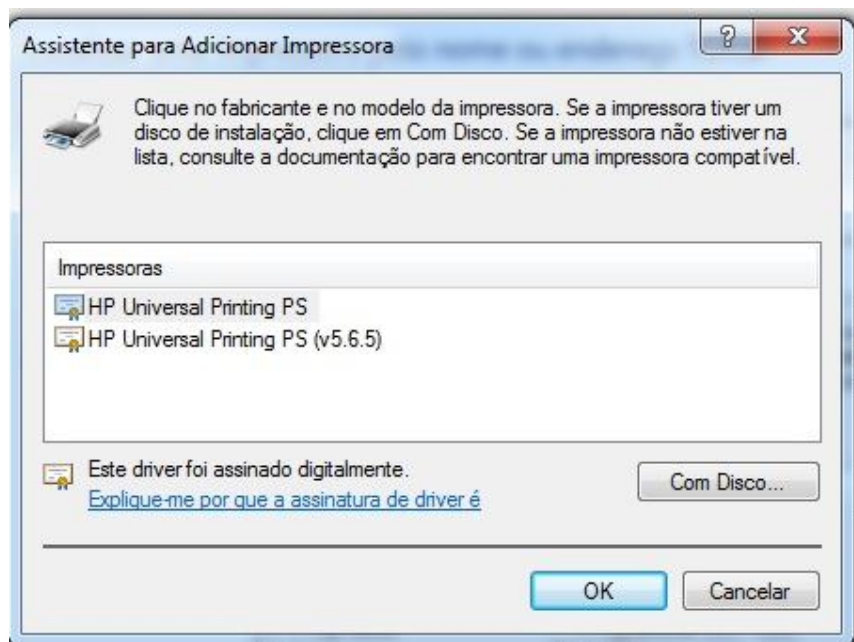 Assistente para Adicionar Impressora
Clique no fabricante e no modelo da impressora. Se a impressora tiver um
disco de instalação, clique em Com Disco. Se a impressora não estiver na
lista, consulte a documentação para encontrar uma impressora compatível.
Impressoras
HP Universal Printing PS
HP Universal Printing PS (v5.6.5)
Este driver foi assinado digitalmente.
Com Disco...
Explique-me por que a assinatura de driver é
OK
Cancelar